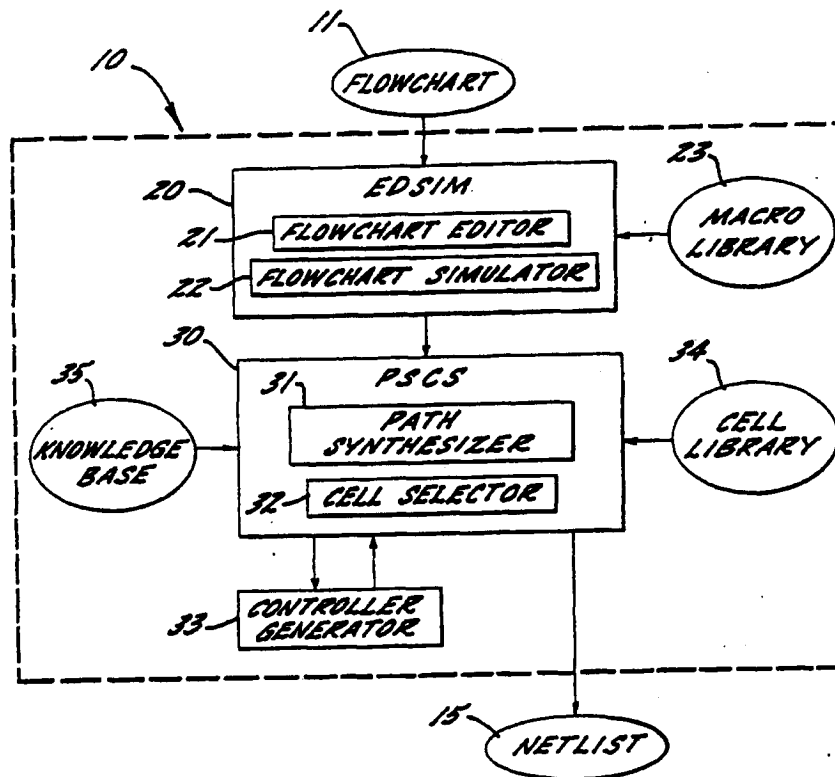 11
10
FLOWCHART
20
EDSIM
23
21
FLOWCHART EDITOR
MACRO
LIBRARY
22
FLOWCHART SIMULATOR
30
PSCS
34
35
31
PATH
SYNTHESIZER
KNOWLEDGE
BASE
CELL
LIBRARY
32
CELL SELECTOR
33
CONTROLLER
GENERATOR
15
NETLIST